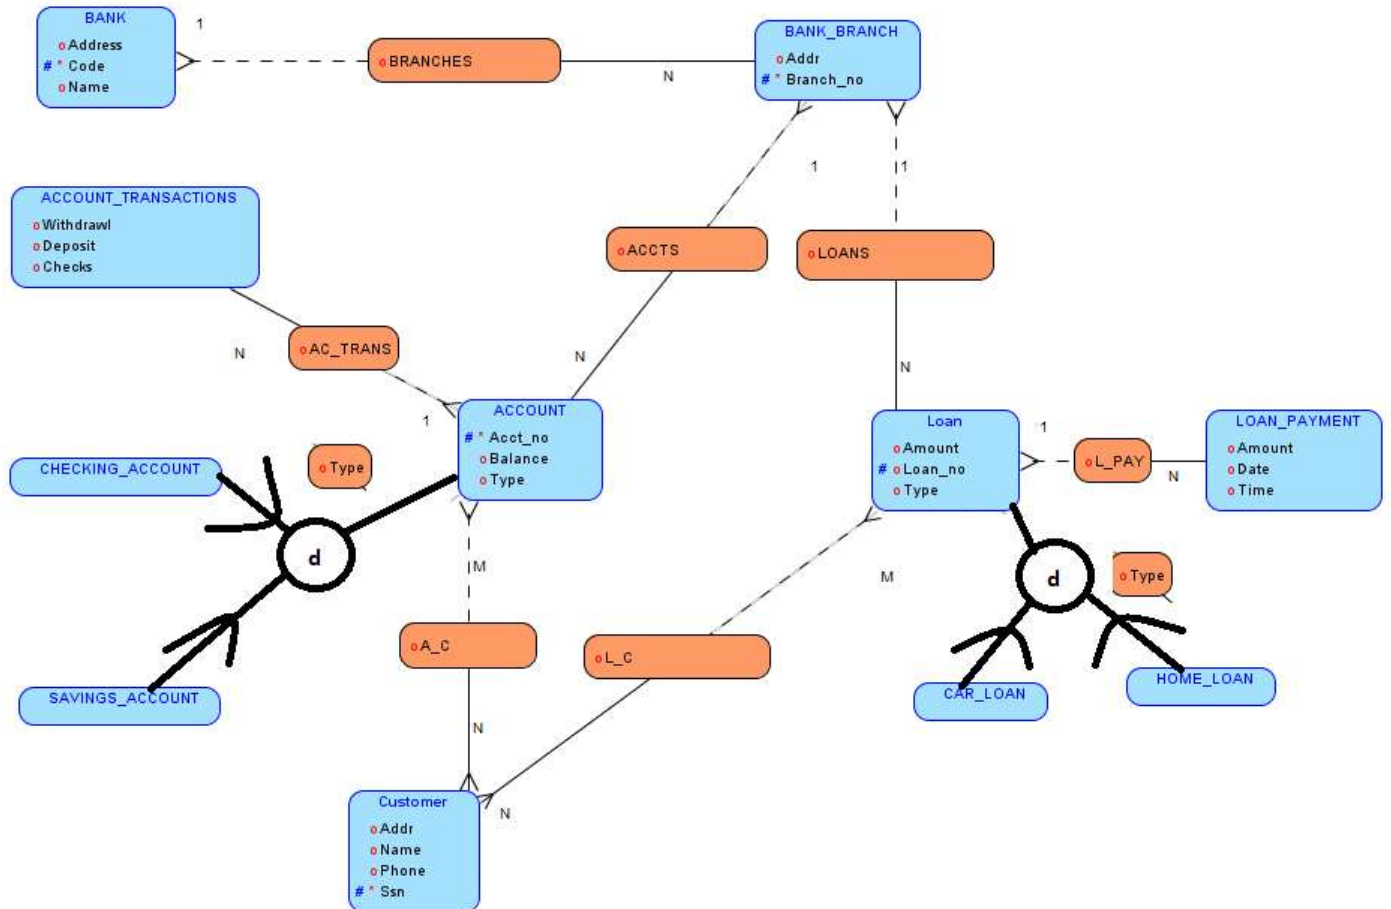 BANK
o Address
# * Code
o Name
1
o BRANCHES
N
BANK_BRANCH
o Addr
# * Branch_no
ACCOUNT_TRANSACTIONS
o Withdrawl
o Deposit
o Checks
1
1
o ACCTS
o LOANS
N
o AC_TRANS
N
N
1
ACCOUNT
# * Acct_no
o Balance
o Type
Loan
o Amount
# o Loan_no
o Type
1
o L_PAY
N
LOAN_PAYMENT
o Amount
o Date
o Time
CHECKING_ACCOUNT
o Type
d
M
M
d
o Type
o A_C
o L_C
SAVINGS_ACCOUNT
CAR_LOAN
HOME_LOAN
N
N
Customer
o Addr
o Name
o Phone
# * Ssn